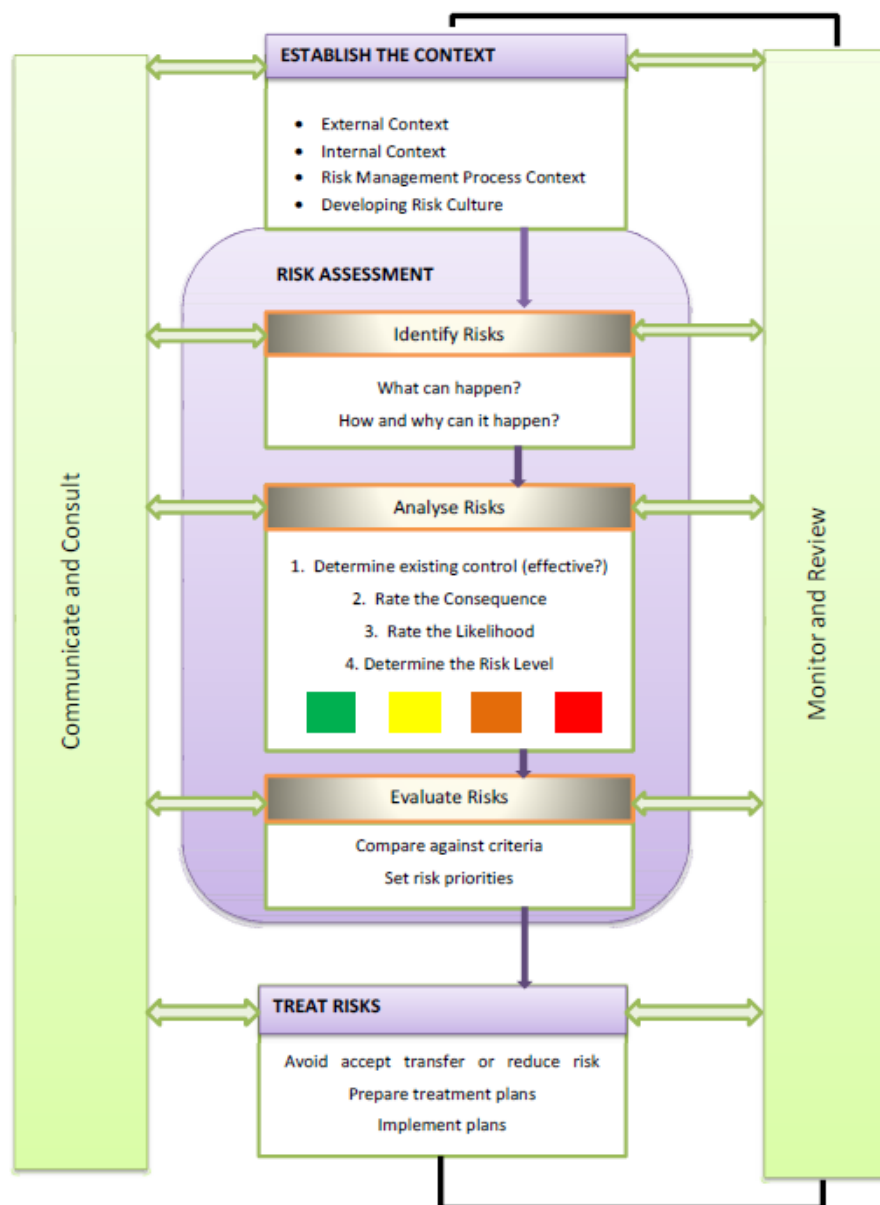 ESTABLISH THE CONTEXT
• External Context
• Internal Context
• Risk Management Process Context
• Developing Risk Culture
RISK ASSESSMENT
Identify Risks
What can happen?
How and why can it happen?
Analyse Risks
1. Determine existing control (effective?)
2. Rate the Consequence
3. Rate the Likelihood
4. Determine the Risk Level
Evaluate Risks
Compare against criteria
Set risk priorities
TREAT RISKS
Avoid accept transfer or reduce risk
Prepare treatment plans
Implement plans
Communicate and Consult
Monitor and Review